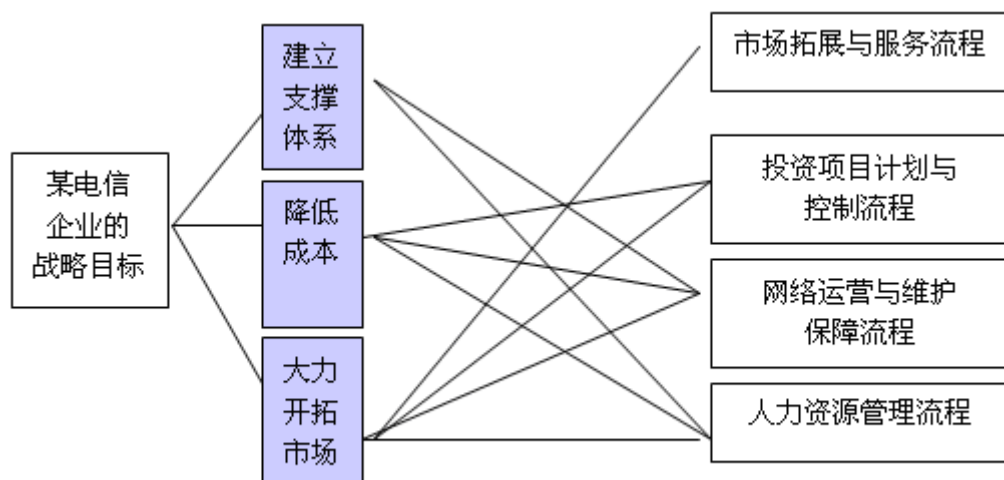 某电信
企业的
战略目标
建立
支撑
体系
降低
成本
大力
开拓
市场
市场拓展与服务流程
投资项目计划与
控制流程
网络运营与维护
保障流程
人力资源管理流程